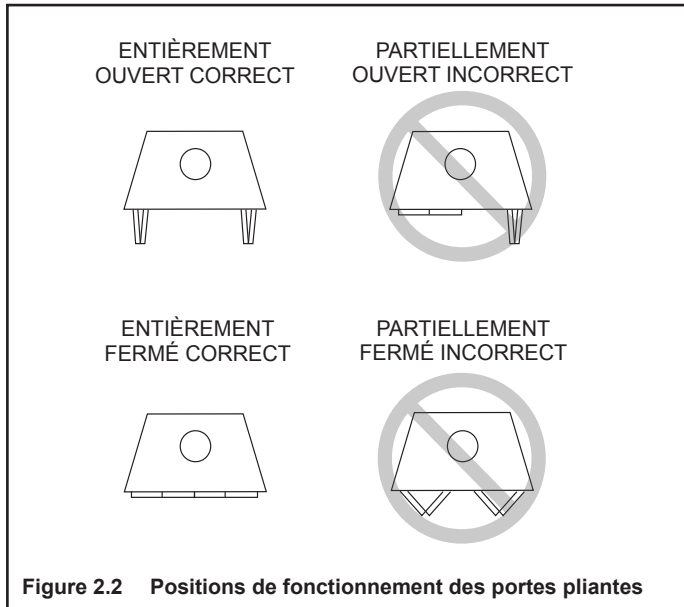 ENTIÈREMENT
OUVERT CORRECT
PARTIELLEMENT
OUVERT INCORRECT
ENTIÈREMENT
FERMÉ CORRECT
PARTIELLEMENT
FERMÉ INCORRECT
Figure 2.2 Positions de fonctionnement des portes pliantes